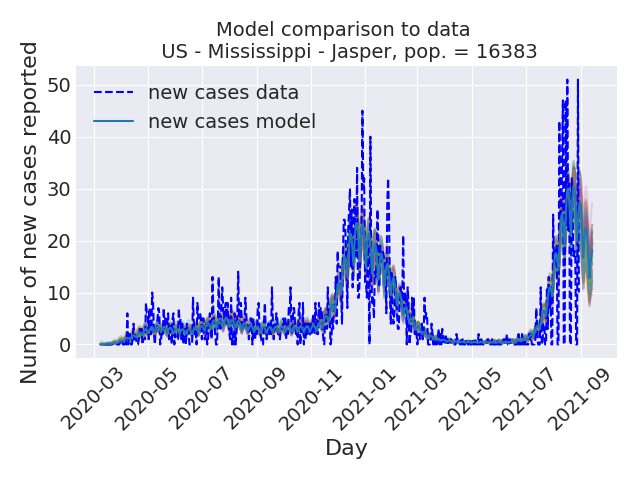 Model comparison to data
US - Mississippi - Jasper, pop. = 16383
Number of new cases reported
50
40
30
20
10
0
new cases data
new cases model
2020-03
2020-05
2020-07
2020-09
2020-11
2021-01
2021-03
2021-05
2021-07
2021-09
Day